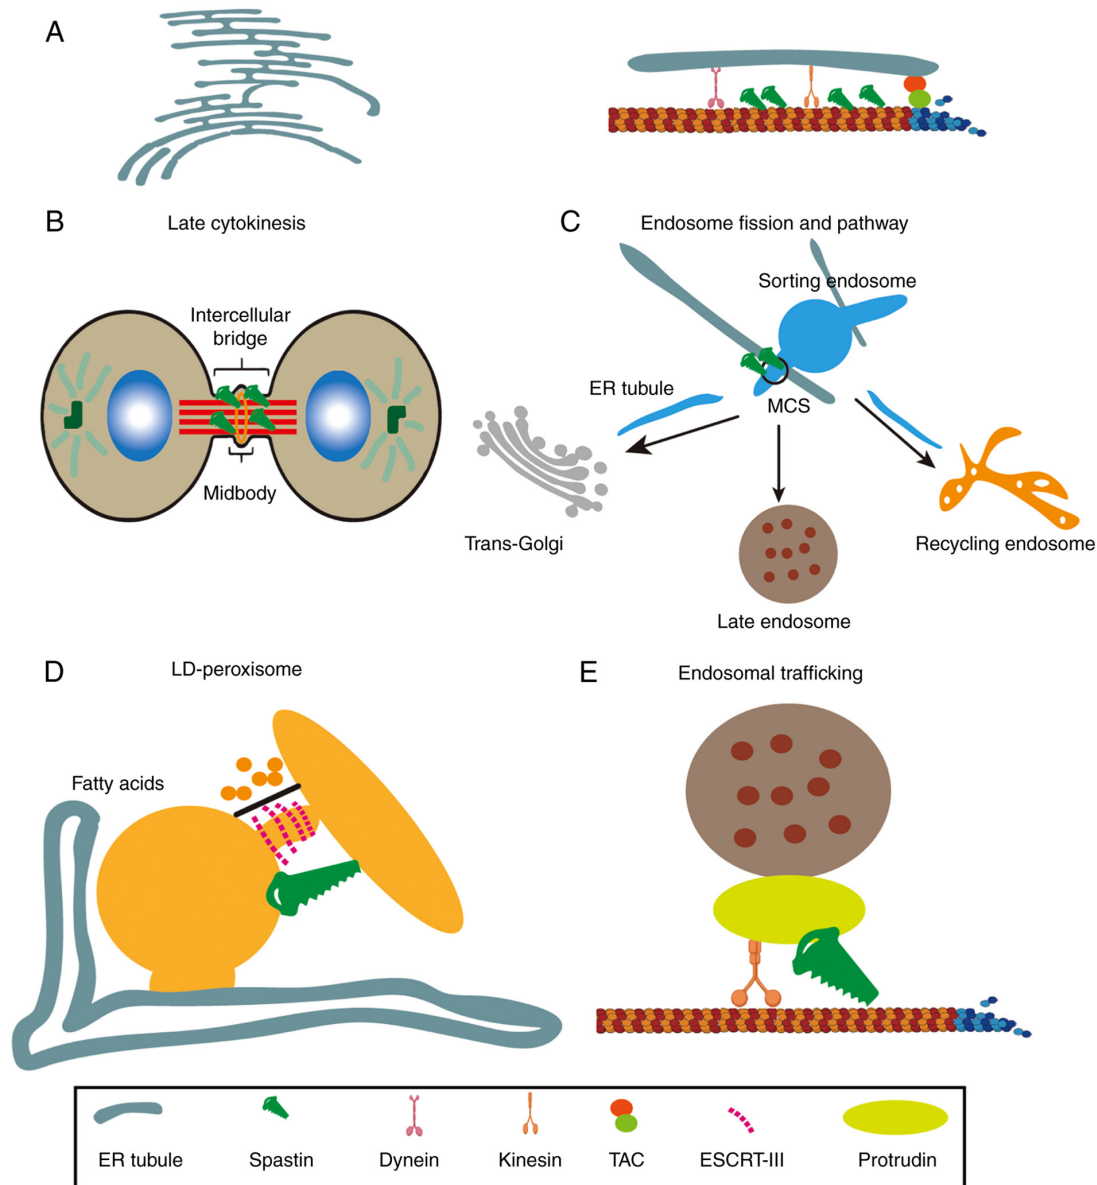 A
B
Late cytokinesis
C
Endosome fission and pathway
Sorting endosome
Intercellular
bridge
ER tubule
MCS
Midbody
Trans-Golgi
Recycling endosome
Late endosome
D
LD-peroxisome
E
Endosomal trafficking
Fatty acids
ER tubule
Spastin
Dynein
Kinesin
TAC
ESCRT-III
Protrudin